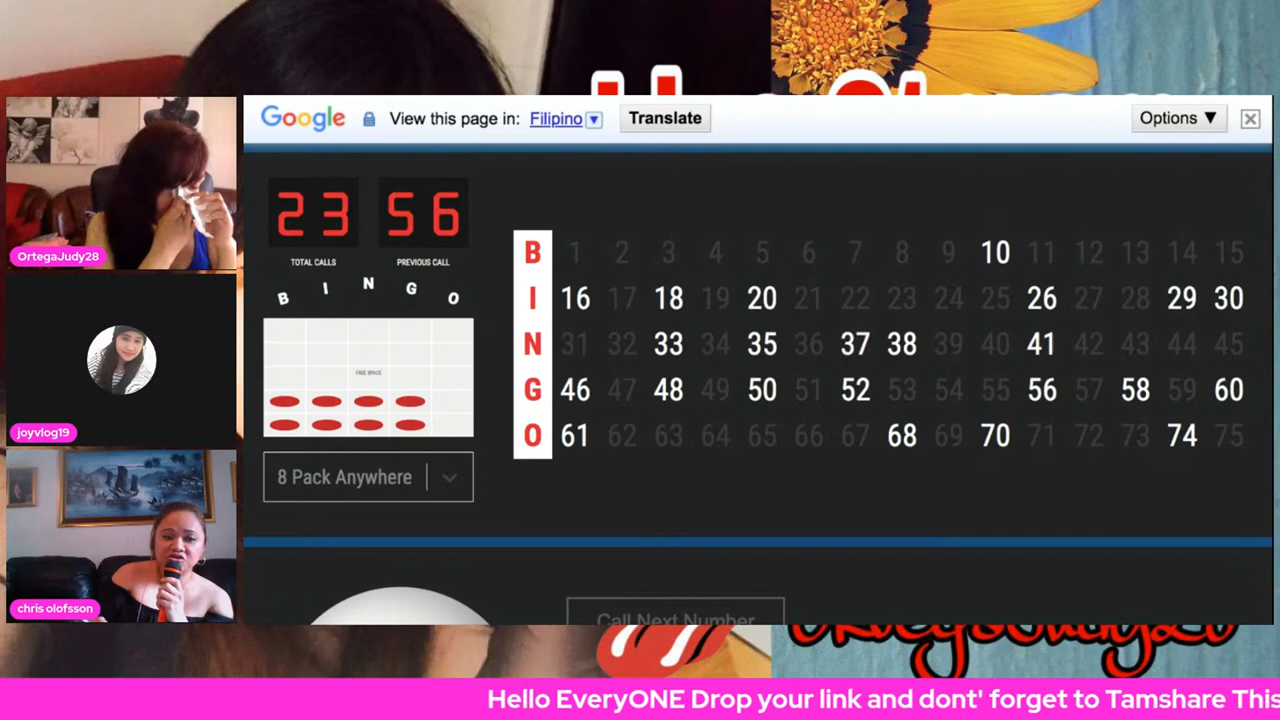 Google View this page in: Filipino Translate Options ▼
23 56
TOTAL CALLS PREVIOUS CALL
B I N G O
FREE SPACE
8 Pack Anywhere
B 1 2 3 4 5 6 7 8 9 10 11 12 13 14 15
I 16 17 18 19 20 21 22 23 24 25 26 27 28 29 30
N 31 32 33 34 35 36 37 38 39 40 41 42 43 44 45
G 46 47 48 49 50 51 52 53 54 55 56 57 58 59 60
O 61 62 63 64 65 66 67 68 69 70 71 72 73 74 75
Call Next Number
OrtegaJudy28
joyvlog19
chris olofsson
Hello EveryONE Drop your link and dont' forget to Tamshare This